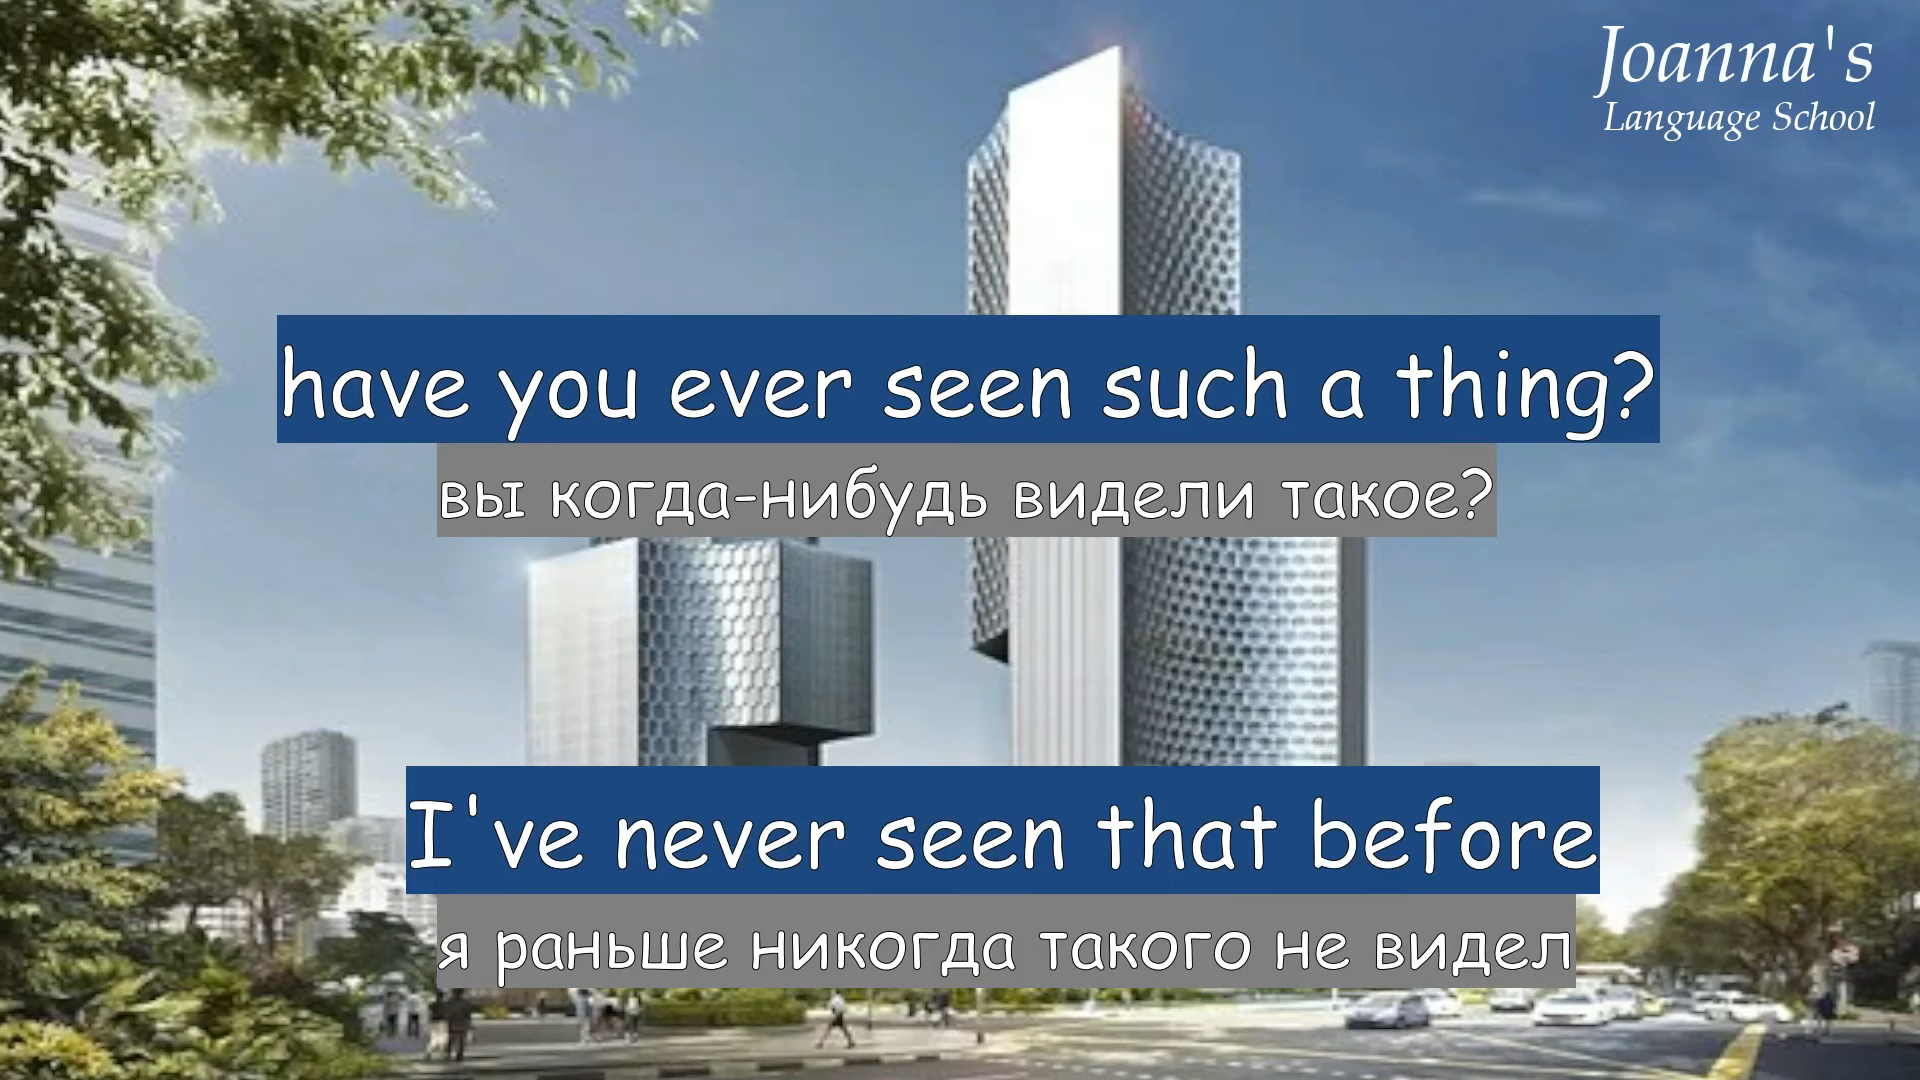 Joanna's
Language School
have you ever seen such a thing?
вы когда-нибудь видели такое?
I've never seen that before
я раньше никогда такого не видел